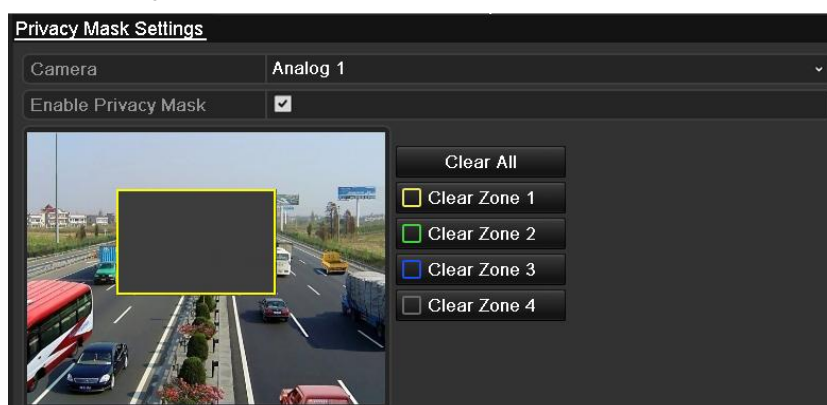 Privacy Mask Settings
Camera Analog 1
Enable Privacy Mask
Clear All
Clear Zone 1
Clear Zone 2
Clear Zone 3
Clear Zone 4